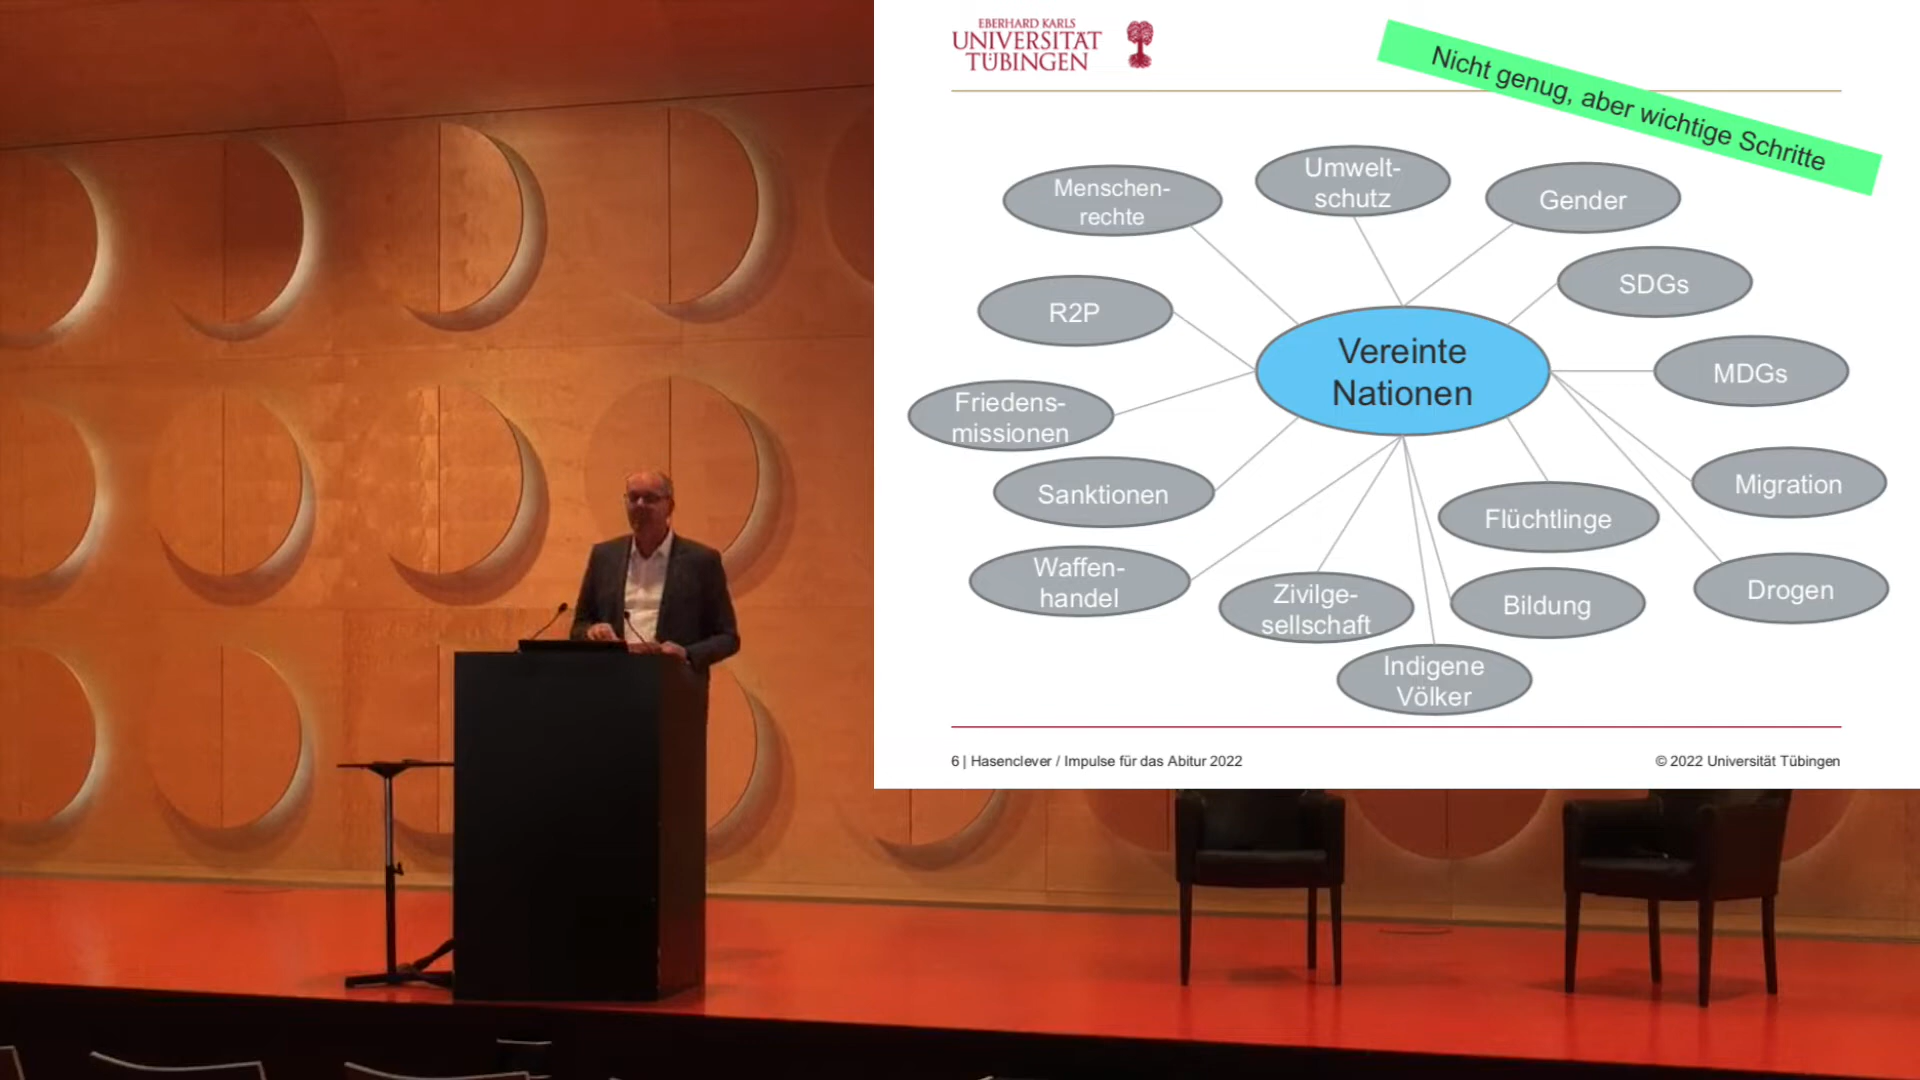 EBERHARD KARLS
UNIVERSITÄT
TÜBINGEN
Nicht genug, aber wichtige Schritte
Menschen-
rechte
Umwelt-
schutz
Gender
SDGs
R2P
Vereinte
Nationen
MDGs
Friedens-
missionen
Sanktionen
Migration
Flüchtlinge
Waffen-
handel
Zivilge-
sellschaft
Bildung
Drogen
Indigene
Völker
6 | Hasenclever / Impulse für das Abitur 2022
© 2022 Universität Tübingen